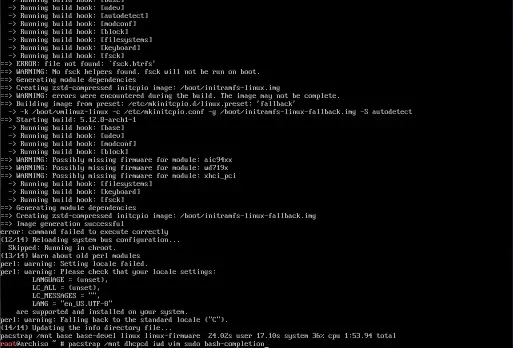 -> Running build hook: [base]
-> Running build hook: [udev]
-> Running build hook: [autodetect]
-> Running build hook: [modconf]
-> Running build hook: [block]
-> Running build hook: [filesystems]
-> Running build hook: [keyboard]
-> Running build hook: [fsck]
==> ERROR: file not found: `fsck.btrfs'
==> WARNING: No fsck helpers found. fsck will not be run on boot.
==> Generating module dependencies
==> Creating zstd-compressed initcpio image: /boot/initramfs-linux.img
==> WARNING: errors were encountered during the build. The image may not be complete.
==> Building image from preset: /etc/mkinitcpio.d/linux.preset: 'fallback'
-> -k /boot/vmlinuz-linux -c /etc/mkinitcpio.conf -g /boot/initramfs-linux-fallback.img -S autodetect
==> Starting build: 5.12.8-arch1-1
-> Running build hook: [base]
-> Running build hook: [udev]
-> Running build hook: [modconf]
-> Running build hook: [block]
==> WARNING: Possibly missing firmware for module: aic94xx
==> WARNING: Possibly missing firmware for module: wd719x
==> WARNING: Possibly missing firmware for module: xhci_pci
-> Running build hook: [filesystems]
-> Running build hook: [keyboard]
-> Running build hook: [fsck]
==> Generating module dependencies
==> Creating zstd-compressed initcpio image: /boot/initramfs-linux-fallback.img
==> Image generation successful
error: command failed to execute correctly
(12/14) Reloading system bus configuration...
Skipped: Running in chroot.
(13/14) Warn about old perl modules
perl: warning: Setting locale failed.
perl: warning: Please check that your locale settings:
LANGUAGE = (unset),
LC_ALL = (unset),
LC_MESSAGES = "",
LANG = "en_US.UTF-8"
are supported and installed on your system.
perl: warning: Falling back to the standard locale ("C").
(14/14) Updating the info directory file...
pacstrap /mnt base base-devel linux linux-firmware 24.02s user 17.10s system 36% cpu 1:53.94 total
root@archiso ~ # pacstrap /mnt dhcpcd iwd vim sudo bash-completion_